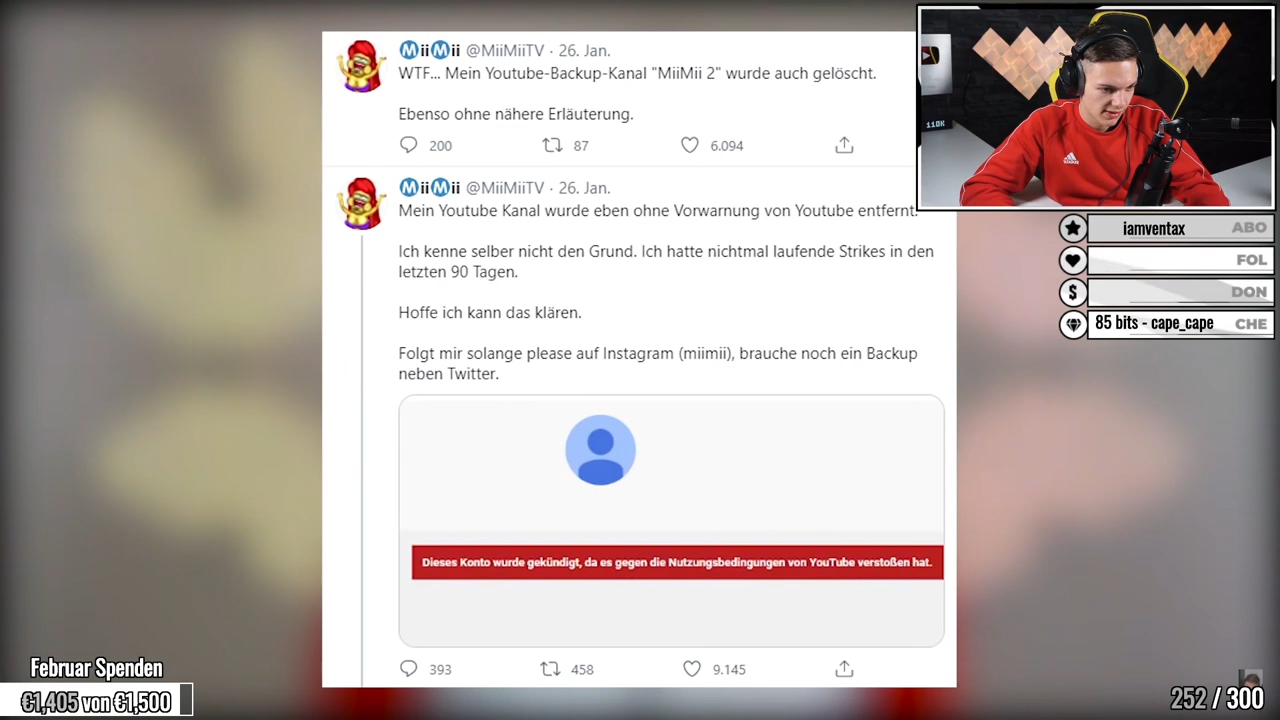 ⓂiiⓂii @MiiMiiTV · 26. Jan.
WTF... Mein Youtube-Backup-Kanal "MiiMii 2" wurde auch gelöscht.
Ebenso ohne nähere Erläuterung.
200 87 6.094
ⓂiiⓂii @MiiMiiTV · 26. Jan.
Mein Youtube Kanal wurde eben ohne Vorwarnung von Youtube entfernt.
Ich kenne selber nicht den Grund. Ich hatte nichtmal laufende Strikes in den
letzten 90 Tagen.
Hoffe ich kann das klären.
Folgt mir solange please auf Instagram (miimii), brauche noch ein Backup
neben Twitter.
Dieses Konto wurde gekündigt, da es gegen die Nutzungsbedingungen von YouTube verstoßen hat.
393 458 9.145
110K
adidas
iamventax ABO
FOL
$ DON
85 bits - cape_cape CHE
Februar Spenden
€1,405 von €1,500
252 / 300